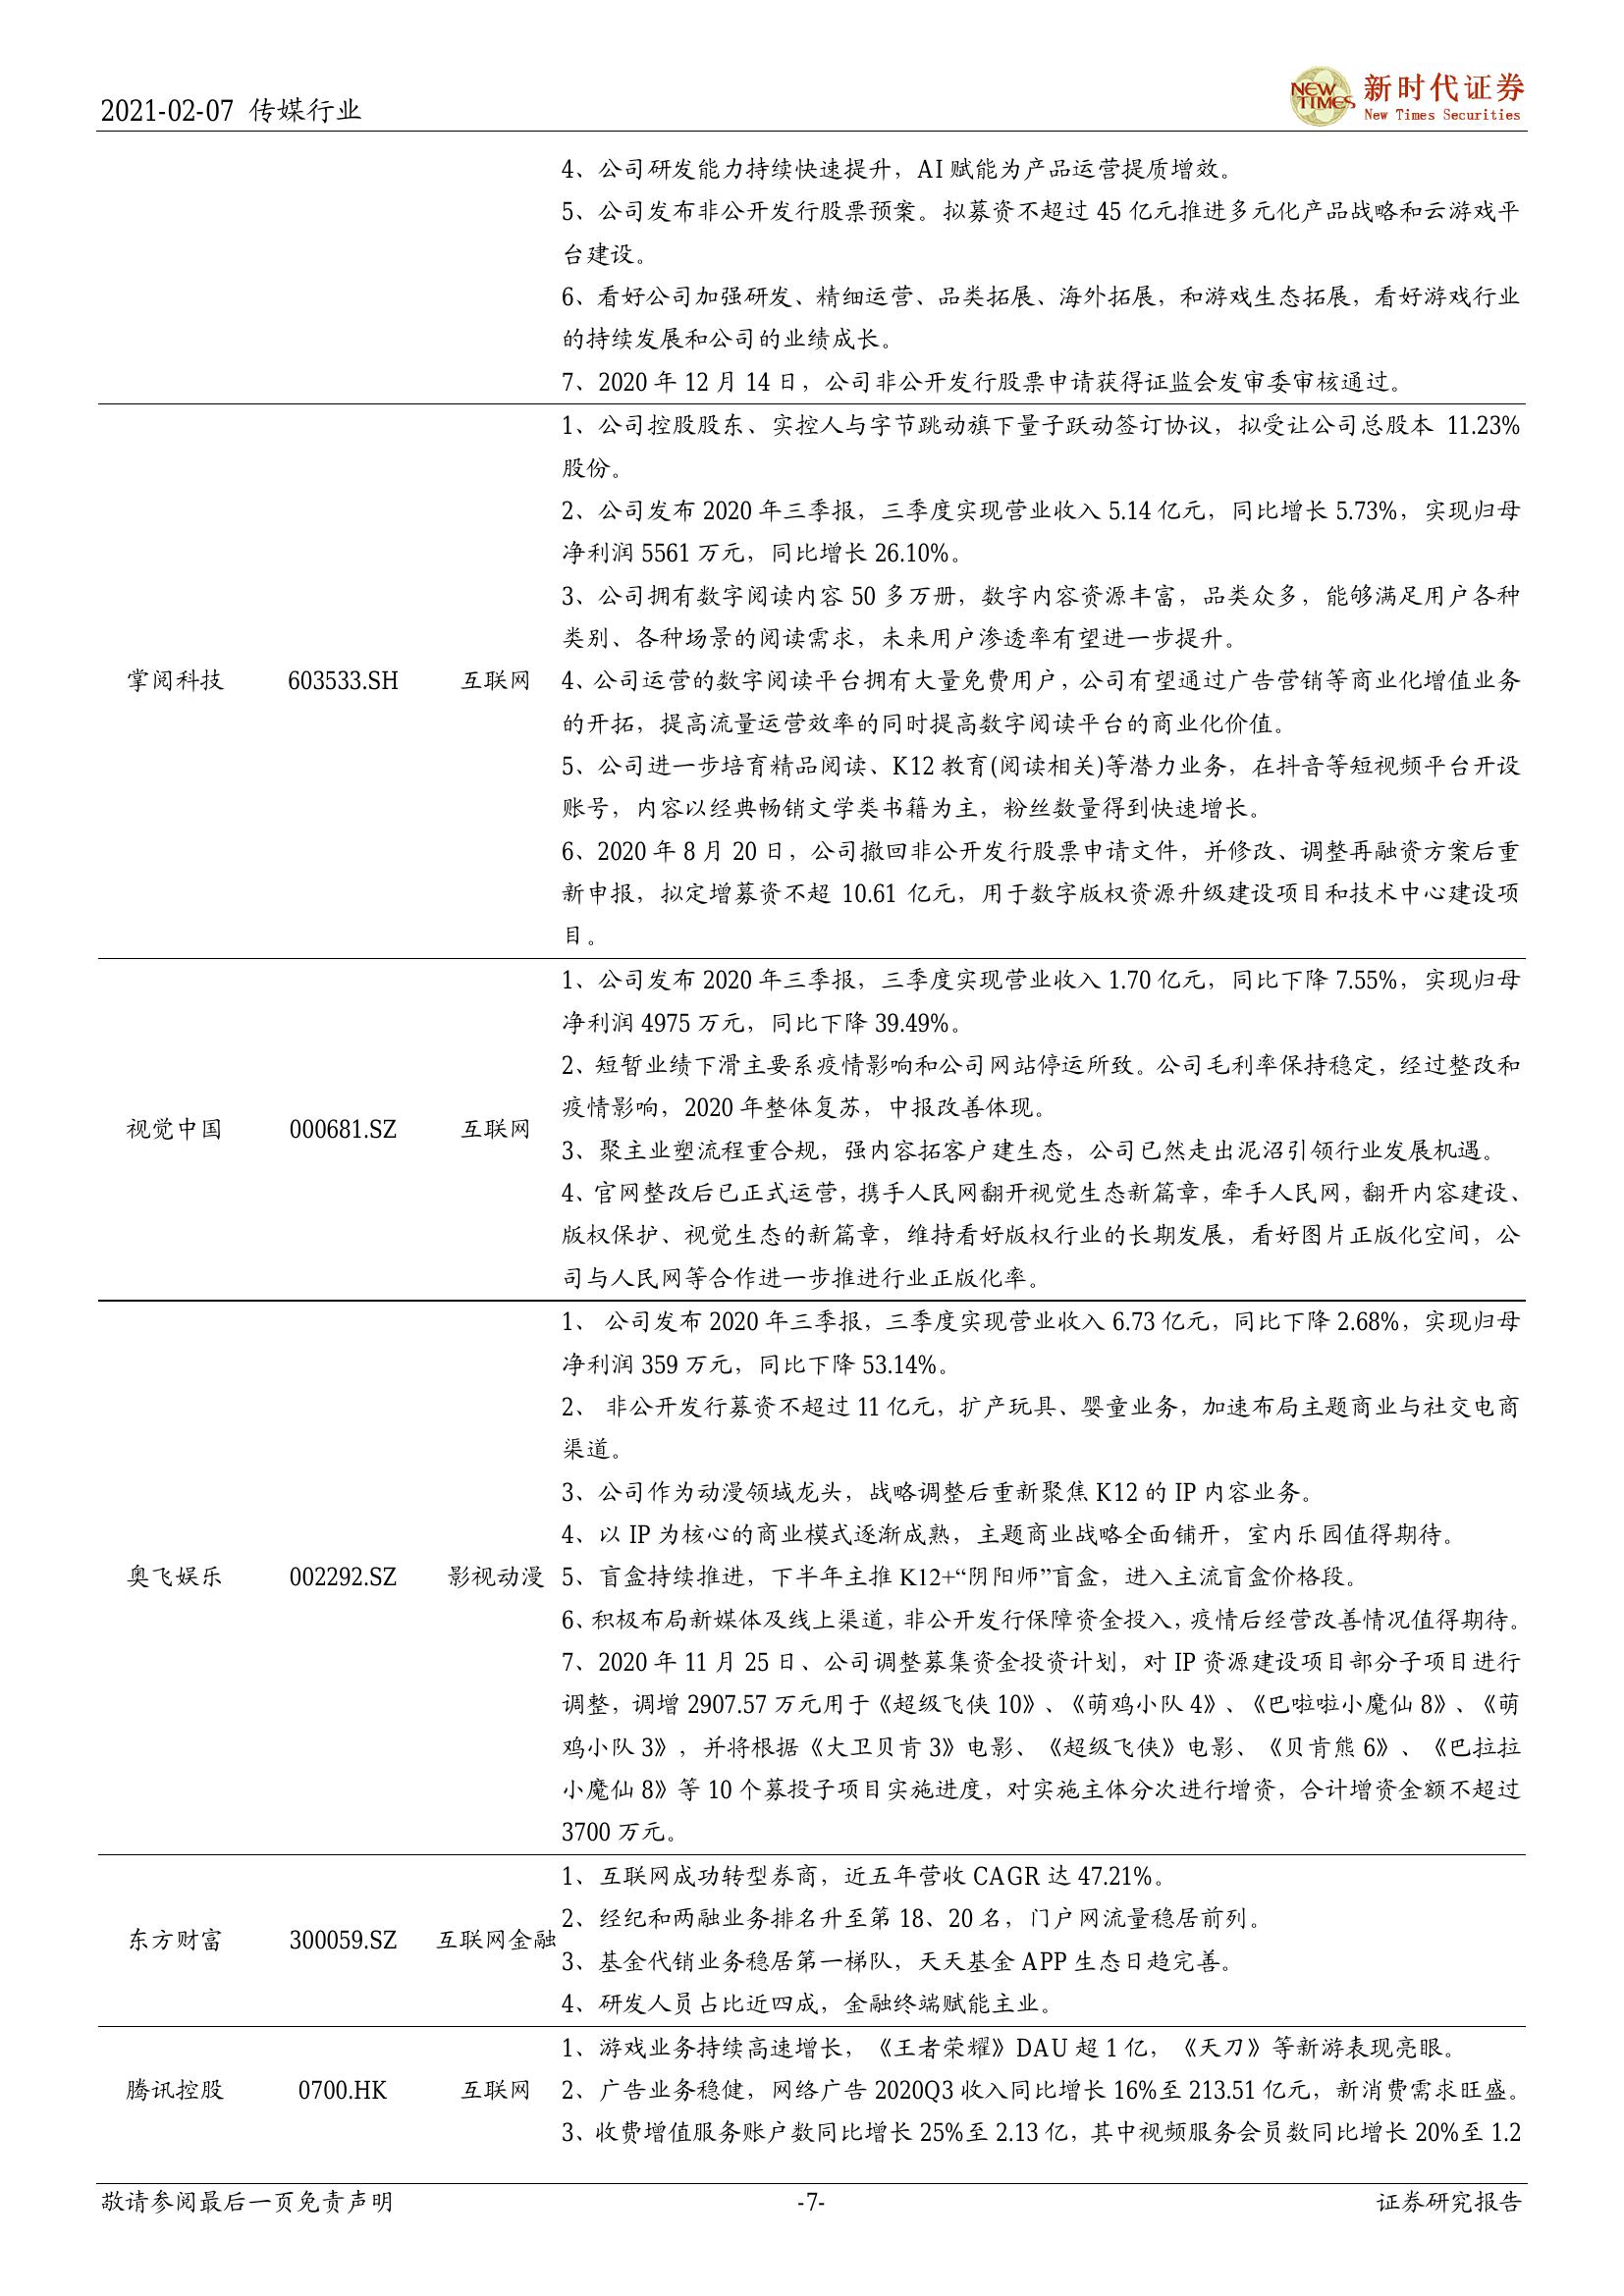 2021-02-07 传媒行业
NEW TIMES 新时代证券
New Times Securities
4、公司研发能力持续快速提升，AI 赋能为产品运营提质增效。
5、公司发布非公开发行股票预案。拟募资不超过 45 亿元推进多元化产品战略和云游戏平
台建设。
6、看好公司加强研发、精细运营、品类拓展、海外拓展，和游戏生态拓展，看好游戏行业
的持续发展和公司的业绩成长。
7、2020 年 12 月 14 日，公司非公开发行股票申请获得证监会发审委审核通过。
1、公司控股股东、实控人与字节跳动旗下量子跃动签订协议，拟受让公司总股本 11.23%
股份。
2、公司发布 2020 年三季报，三季度实现营业收入 5.14 亿元，同比增长 5.73%，实现归母
净利润 5561 万元，同比增长 26.10%。
3、公司拥有数字阅读内容 50 多万册，数字内容资源丰富，品类众多，能够满足用户各种
类别、各种场景的阅读需求，未来用户渗透率有望进一步提升。
掌阅科技 603533.SH 互联网 4、公司运营的数字阅读平台拥有大量免费用户，公司有望通过广告营销等商业化增值业务
的开拓，提高流量运营效率的同时提高数字阅读平台的商业化价值。
5、公司进一步培育精品阅读、K12 教育(阅读相关)等潜力业务，在抖音等短视频平台开设
账号，内容以经典畅销文学类书籍为主，粉丝数量得到快速增长。
6、2020 年 8 月 20 日，公司撤回非公开发行股票申请文件，并修改、调整再融资方案后重
新申报，拟定增募资不超 10.61 亿元，用于数字版权资源升级建设项目和技术中心建设项
目。
1、公司发布 2020 年三季报，三季度实现营业收入 1.70 亿元，同比下降 7.55%，实现归母
净利润 4975 万元，同比下降 39.49%。
2、短暂业绩下滑主要系疫情影响和公司网站停运所致。公司毛利率保持稳定，经过整改和
疫情影响，2020 年整体复苏，中报改善体现。
视觉中国 000681.SZ 互联网
3、聚主业塑流程重合规，强内容拓客户建生态，公司已然走出泥沼引领行业发展机遇。
4、官网整改后已正式运营，携手人民网翻开视觉生态新篇章，牵手人民网，翻开内容建设、
版权保护、视觉生态的新篇章，维持看好版权行业的长期发展，看好图片正版化空间，公
司与人民网等合作进一步推进行业正版化率。
1、 公司发布 2020 年三季报，三季度实现营业收入 6.73 亿元，同比下降 2.68%，实现归母
净利润 359 万元，同比下降 53.14%。
2、 非公开发行募资不超过 11 亿元，扩产玩具、婴童业务，加速布局主题商业与社交电商
渠道。
3、公司作为动漫领域龙头，战略调整后重新聚焦 K12 的 IP 内容业务。
4、以 IP 为核心的商业模式逐渐成熟，主题商业战略全面铺开，室内乐园值得期待。
奥飞娱乐 002292.SZ 影视动漫 5、盲盒持续推进，下半年主推 K12+“阴阳师”盲盒，进入主流盲盒价格段。
6、积极布局新媒体及线上渠道，非公开发行保障资金投入，疫情后经营改善情况值得期待。
7、2020 年 11 月 25 日、公司调整募集资金投资计划，对 IP 资源建设项目部分子项目进行
调整，调增 2907.57 万元用于《超级飞侠 10》、《萌鸡小队 4》、《巴啦啦小魔仙 8》、《萌
鸡小队 3》，并将根据《大卫贝肯 3》电影、《超级飞侠》电影、《贝肯熊 6》、《巴拉拉
小魔仙 8》等 10 个募投子项目实施进度，对实施主体分次进行增资，合计增资金额不超过
3700 万元。
1、互联网成功转型券商，近五年营收 CAGR 达 47.21%。
2、经纪和两融业务排名升至第 18、20 名，门户网流量稳居前列。
东方财富 300059.SZ 互联网金融
3、基金代销业务稳居第一梯队，天天基金 APP 生态日趋完善。
4、研发人员占比近四成，金融终端赋能主业。
1、游戏业务持续高速增长，《王者荣耀》DAU 超 1 亿，《天刀》等新游表现亮眼。
腾讯控股 0700.HK 互联网 2、广告业务稳健，网络广告 2020Q3 收入同比增长 16%至 213.51 亿元，新消费需求旺盛。
3、收费增值服务账户数同比增长 25%至 2.13 亿，其中视频服务会员数同比增长 20%至 1.2
敬请参阅最后一页免责声明 -7- 证券研究报告